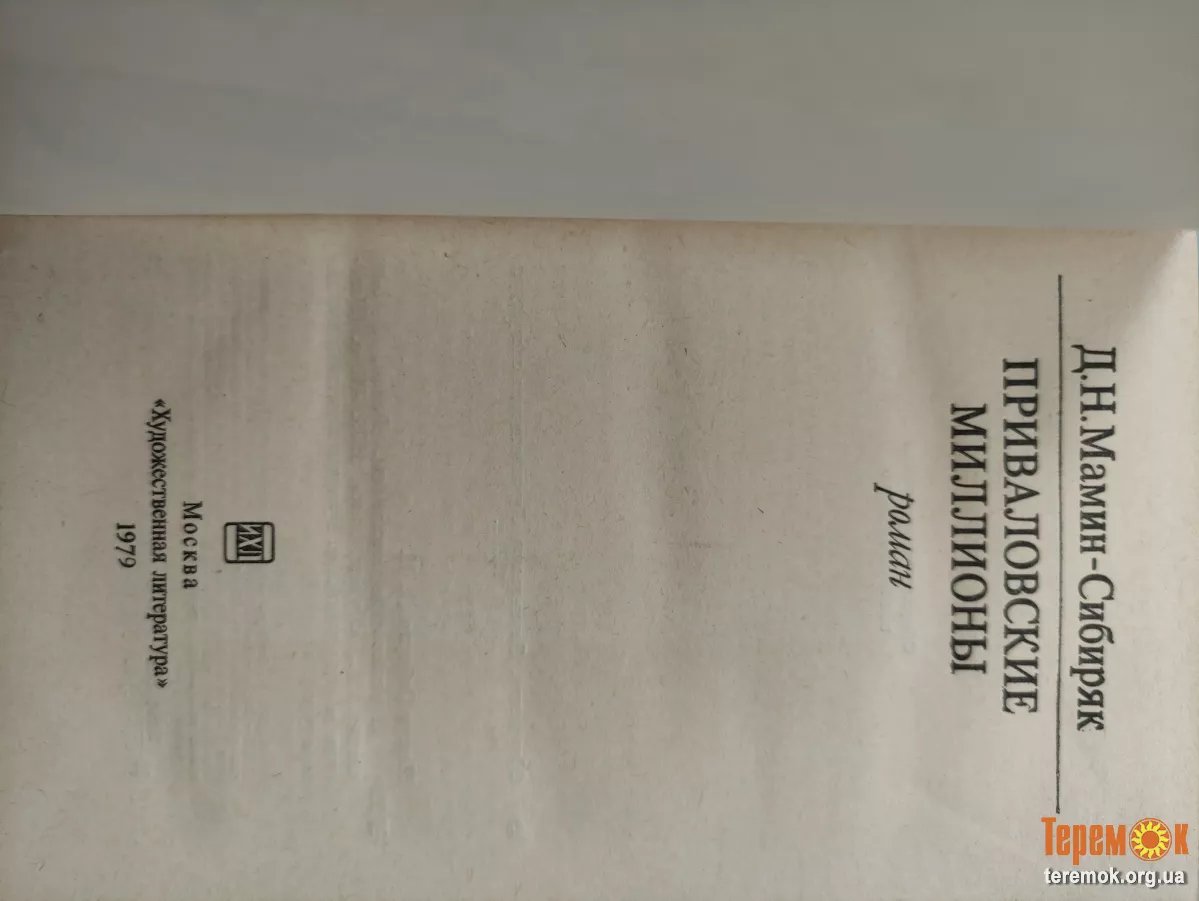 Д.Н.Мамин-Сибиряк
ПРИВАЛОВСКИЕ
МИЛЛИОНЫ
роман
Москва
«Художественная литература»
1979
Теремок
teremok.org.ua